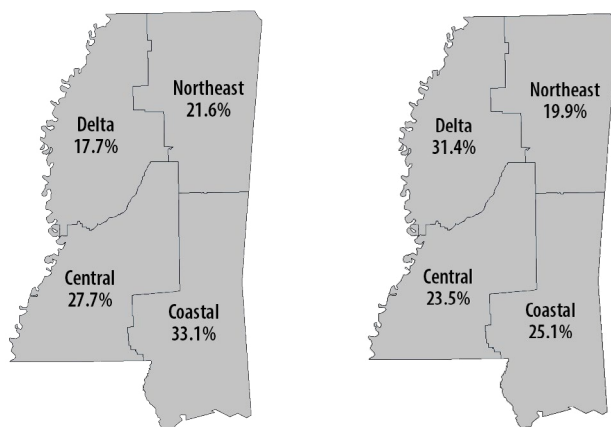 Northeast
21.6%
Delta
17.7%
Central
27.7%
Coastal
33.1%
Northeast
19.9%
Delta
31.4%
Central
23.5%
Coastal
25.1%